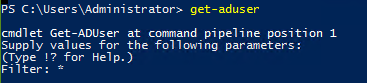 PS C:\Users\Administrator> get-aduser
cmdlet Get-ADUser at command pipeline position 1
Supply values for the following parameters:
(Type !? for Help.)
Filter: *